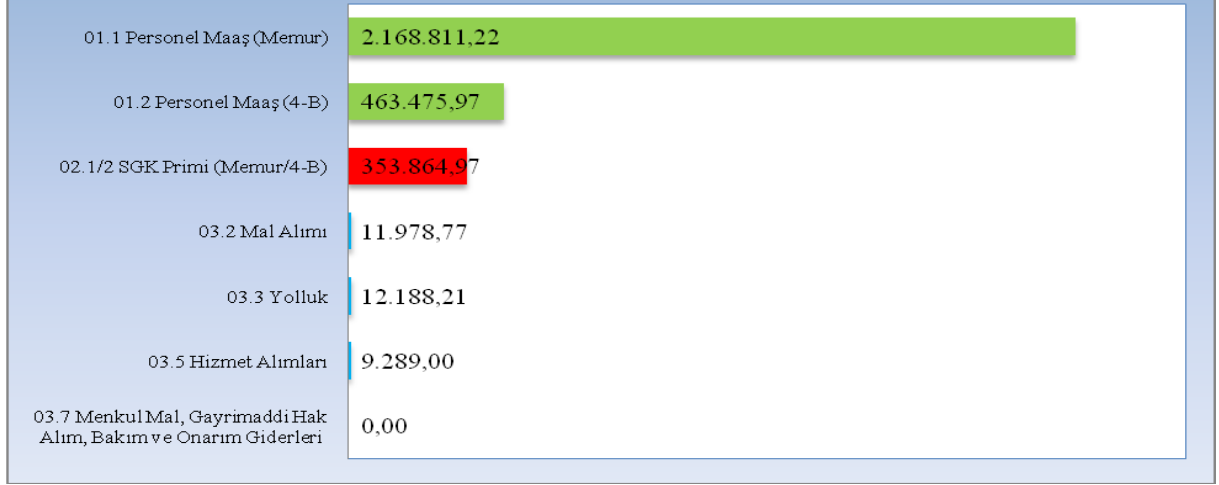 01.1 Personel Maaş (Memur) 2.168.811,22
01.2 Personel Maaş (4-B) 463.475,97
02.1/2 SGK Primi (Memur/4-B) 353.864,97
03.2 Mal Alımı 11.978,77
03.3 Yolluk 12.188,21
03.5 Hizmet Alımları 9.289,00
03.7 Menkul Mal, Gayrimaddi Hak
Alım, Bakım ve Onarım Giderleri 0,00